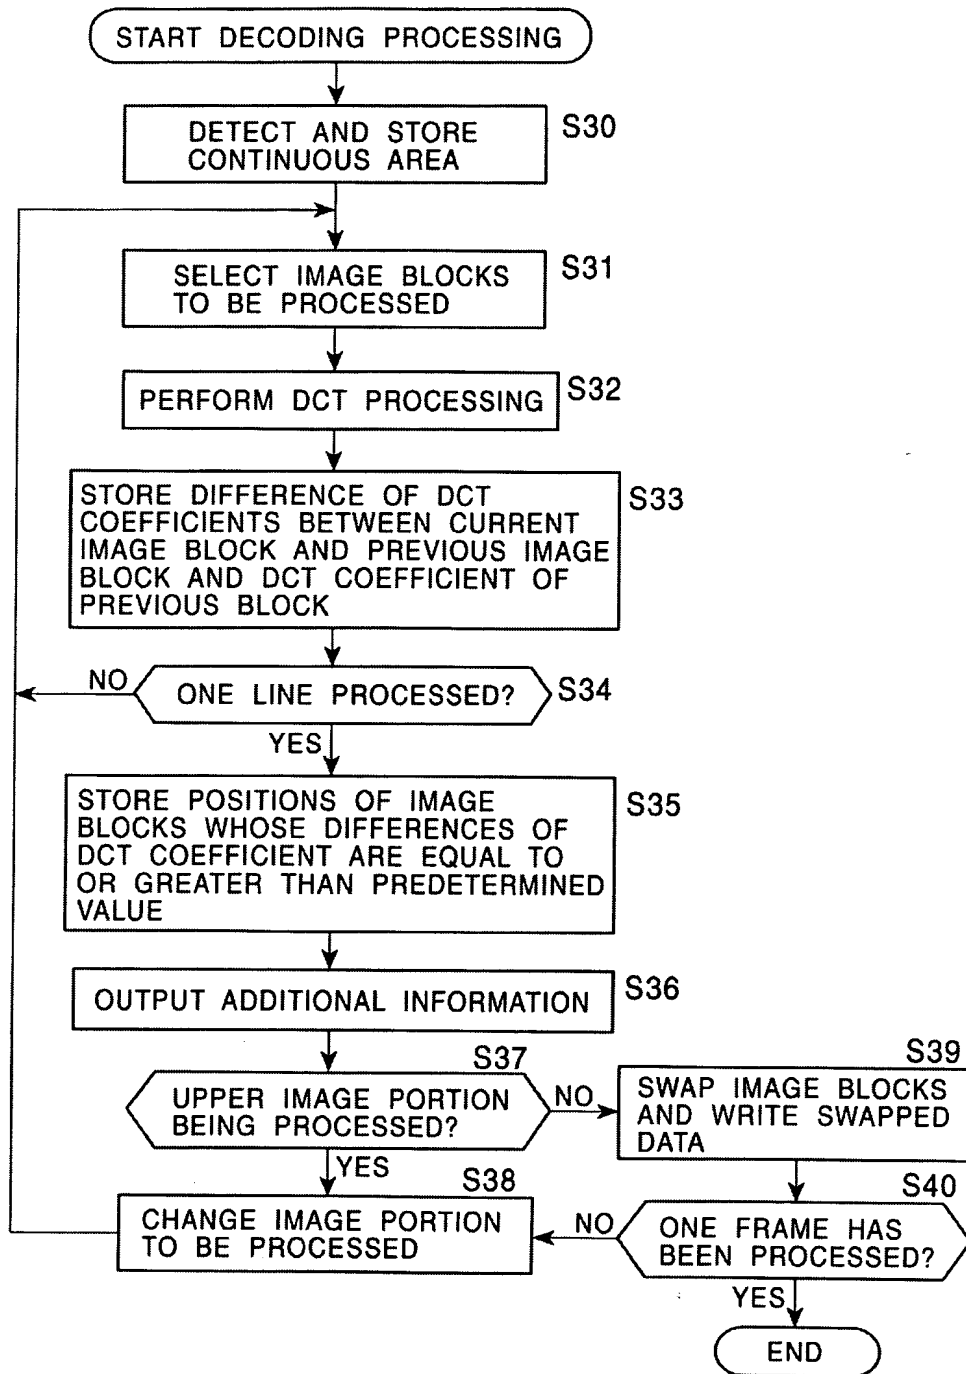 START DECODING PROCESSING
DETECT AND STORE
CONTINUOUS AREA
S30
SELECT IMAGE BLOCKS
TO BE PROCESSED
S31
PERFORM DCT PROCESSING
S32
STORE DIFFERENCE OF DCT
COEFFICIENTS BETWEEN CURRENT
IMAGE BLOCK AND PREVIOUS IMAGE
BLOCK AND DCT COEFFICIENT OF
PREVIOUS BLOCK
S33
NO
ONE LINE PROCESSED?
S34
YES
STORE POSITIONS OF IMAGE
BLOCKS WHOSE DIFFERENCES OF
DCT COEFFICIENT ARE EQUAL TO
OR GREATER THAN PREDETERMINED
VALUE
S35
OUTPUT ADDITIONAL INFORMATION
S36
S37
UPPER IMAGE PORTION
BEING PROCESSED?
NO
YES
S39
SWAP IMAGE BLOCKS
AND WRITE SWAPPED
DATA
S38
CHANGE IMAGE PORTION
TO BE PROCESSED
S40
NO
ONE FRAME HAS
BEEN PROCESSED?
YES
END